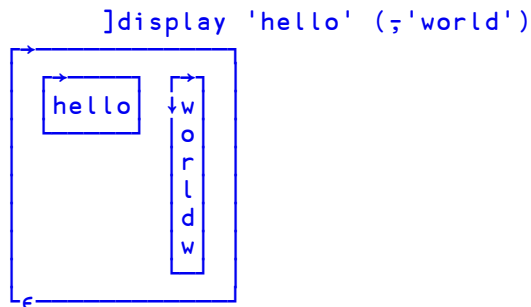 ]display 'hello' (⍪'world')
┌→──────────────┐
│ ┌→────┐ ┌→┐ │
│ │hello│ ↓w│ │
│ └─────┘ │o│ │
│ │r│ │
│ │l│ │
│ │d│ │
│ │w│ │
│ └─┘ │
└∊──────────────┘